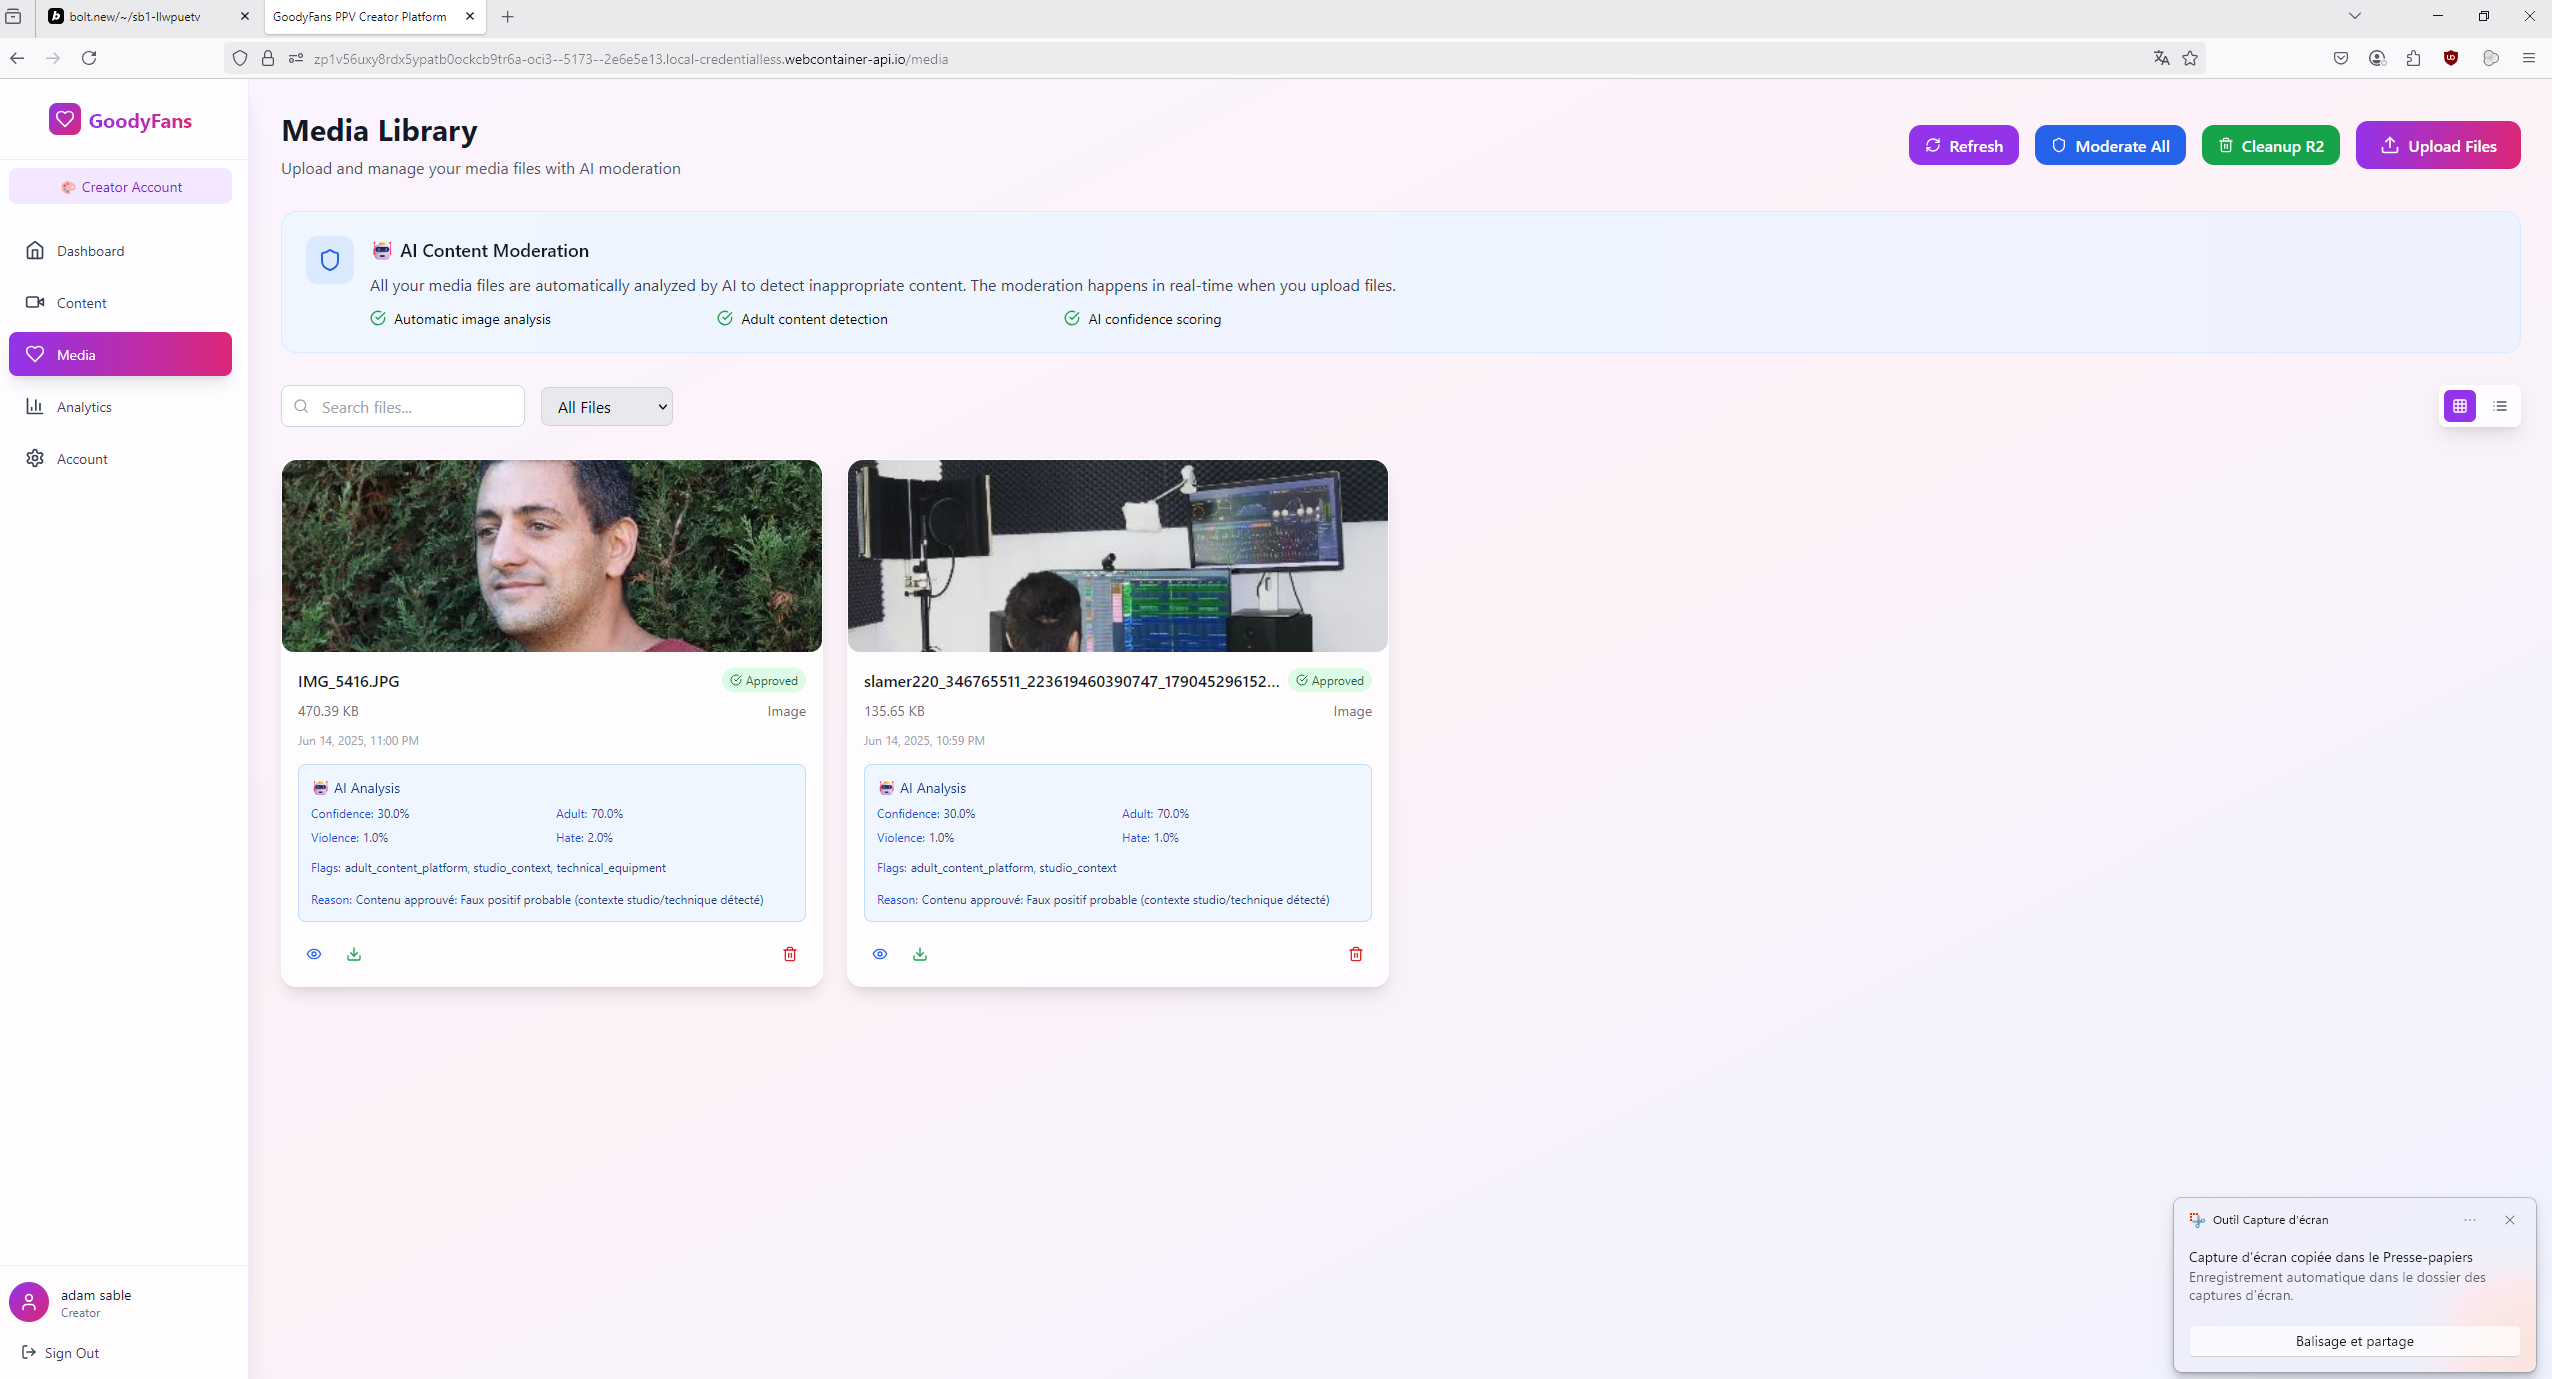 bolt.new/~/sb1-llwpuetv
GoodyFans PPV Creator Platform
zp1v56uxy8rdx5ypatb0ockcb9tr6a-oci3--5173--2e6e5e13.local-credentialless.webcontainer-api.io/media
GoodyFans
Creator Account
Dashboard
Content
Media
Analytics
Account
adam sable
Creator
Sign Out
Media Library
Upload and manage your media files with AI moderation
Refresh
Moderate All
Cleanup R2
Upload Files
AI Content Moderation
All your media files are automatically analyzed by AI to detect inappropriate content. The moderation happens in real-time when you upload files.
Automatic image analysis
Adult content detection
AI confidence scoring
Search files...
All Files
IMG_5416.JPG
Approved
470.39 KB
Image
Jun 14, 2025, 11:00 PM
AI Analysis
Confidence: 30.0%
Adult: 70.0%
Violence: 1.0%
Hate: 2.0%
Flags: adult_content_platform, studio_context, technical_equipment
Reason: Contenu approuvé: Faux positif probable (contexte studio/technique détecté)
slamer220_346765511_223619460390747_179045296152...
Approved
135.65 KB
Image
Jun 14, 2025, 10:59 PM
AI Analysis
Confidence: 30.0%
Adult: 70.0%
Violence: 1.0%
Hate: 1.0%
Flags: adult_content_platform, studio_context
Reason: Contenu approuvé: Faux positif probable (contexte studio/technique détecté)
Outil Capture d'écran
Capture d'écran copiée dans le Presse-papiers
Enregistrement automatique dans le dossier des
captures d'écran.
Balisage et partage